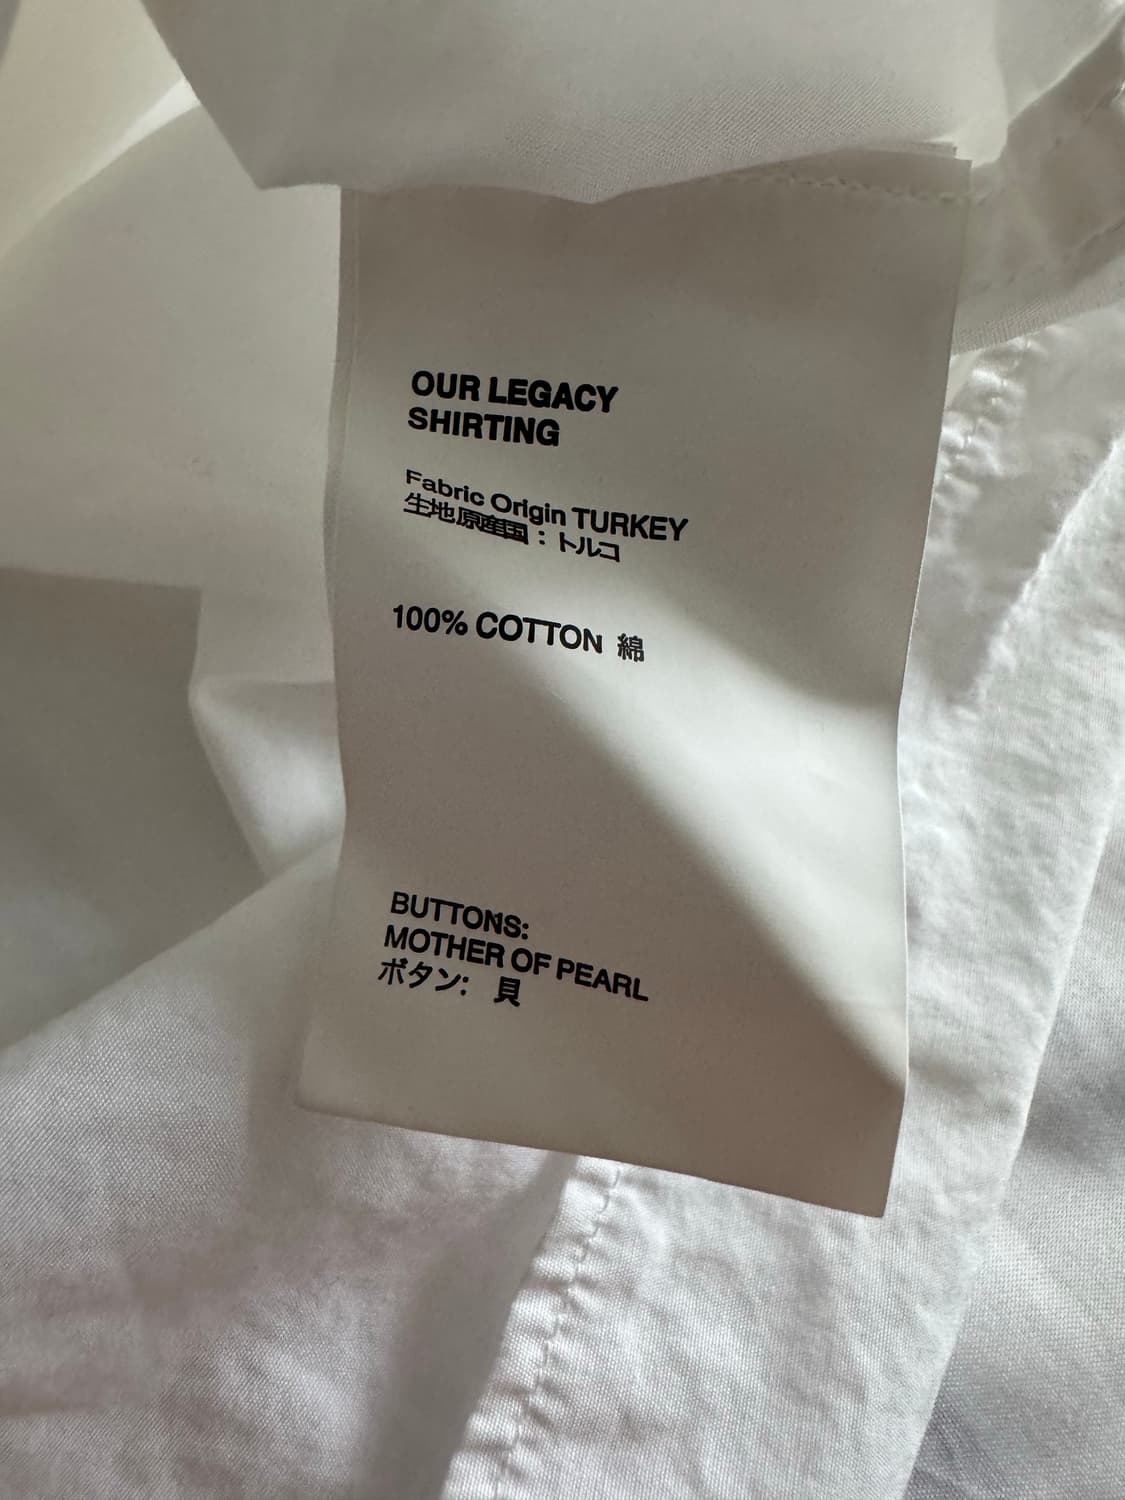 OUR LEGACY
SHIRTING
Fabric Origin TURKEY
生地原産国：トルコ
100% COTTON 綿
BUTTONS:
MOTHER OF PEARL
ボタン: 貝